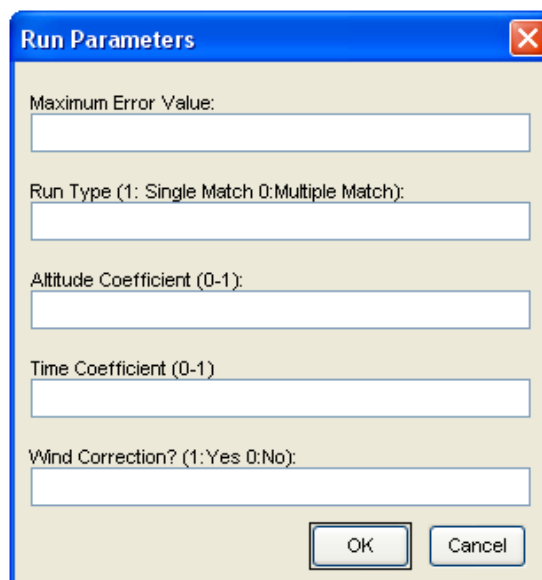 Run Parameters
Maximum Error Value:
Run Type (1: Single Match 0:Multiple Match):
Altitude Coefficient (0-1):
Time Coefficient (0-1)
Wind Correction? (1:Yes 0:No):
OK Cancel